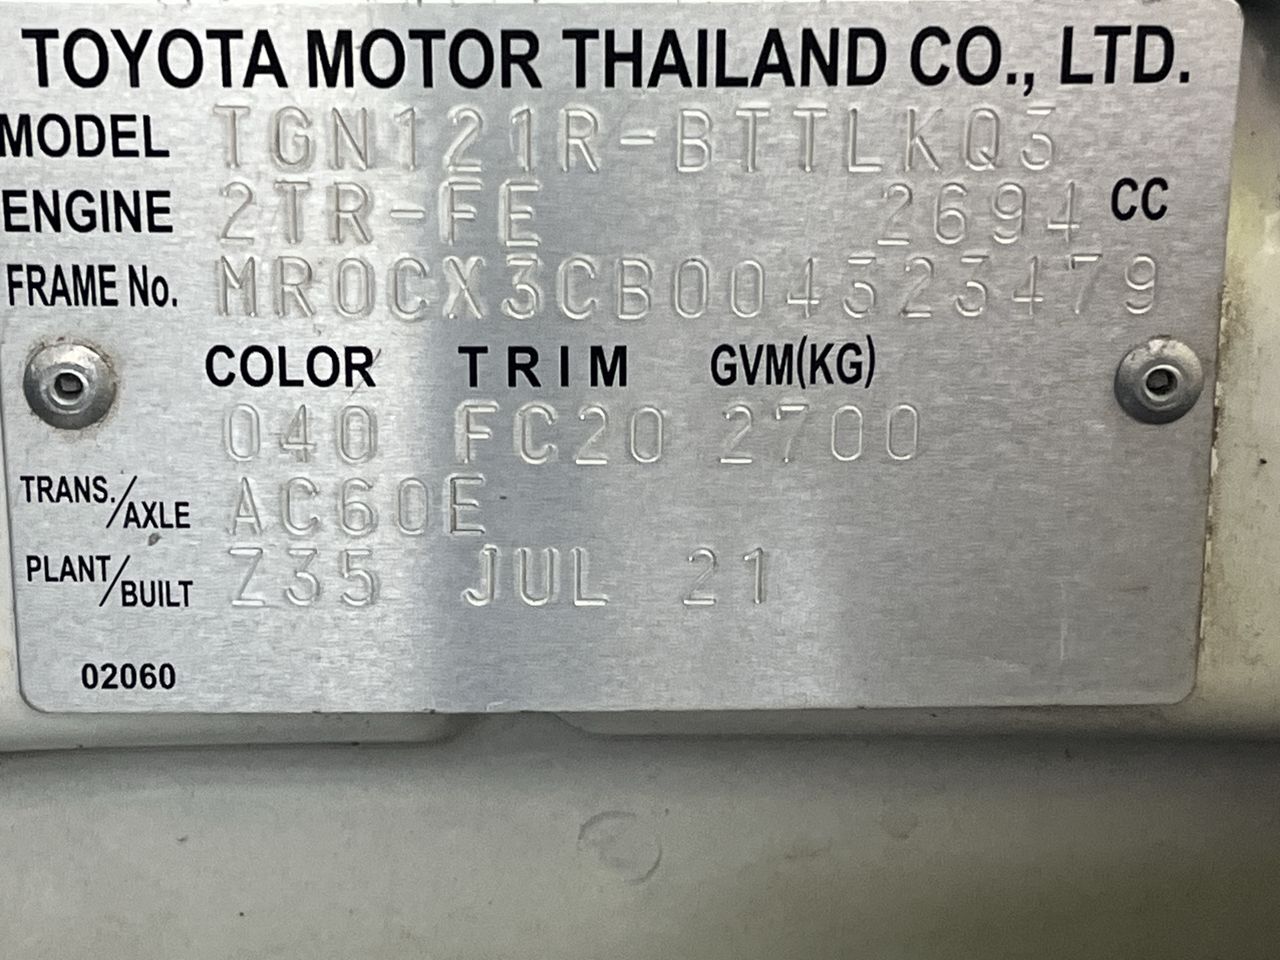 TOYOTA MOTOR THAILAND CO., LTD.
MODEL TGN121R-BTTLKQ3
ENGINE 2TR-FE 2694 CC
FRAME No. MR0CX3CB004323479
COLOR TRIM GVM(KG)
040 FC20 2700
TRANS./AXLE AC60E
PLANT/BUILT Z35 JUL 21
02060